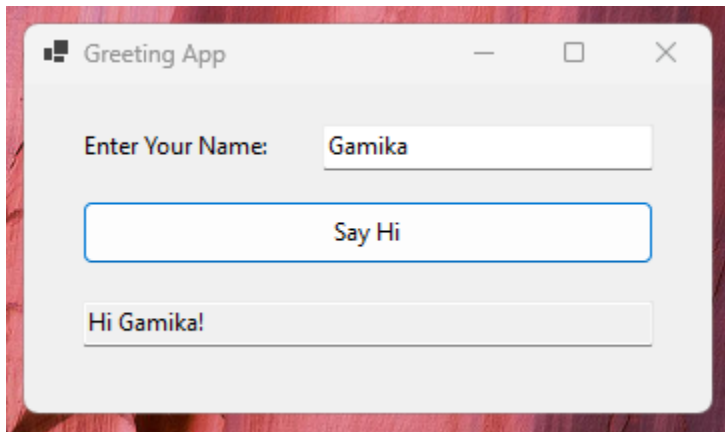 Greeting App
Enter Your Name: Gamika
Say Hi
Hi Gamika!